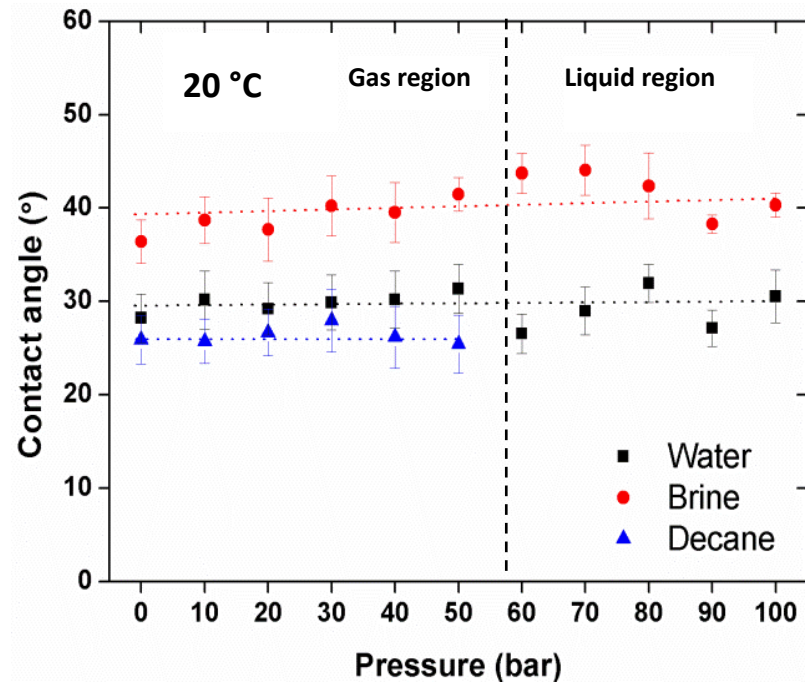 20 °C
Gas region
Liquid region
Contact angle (°)
60
50
40
30
20
10
0
Water
Brine
Decane
0 10 20 30 40 50 60 70 80 90 100
Pressure (bar)